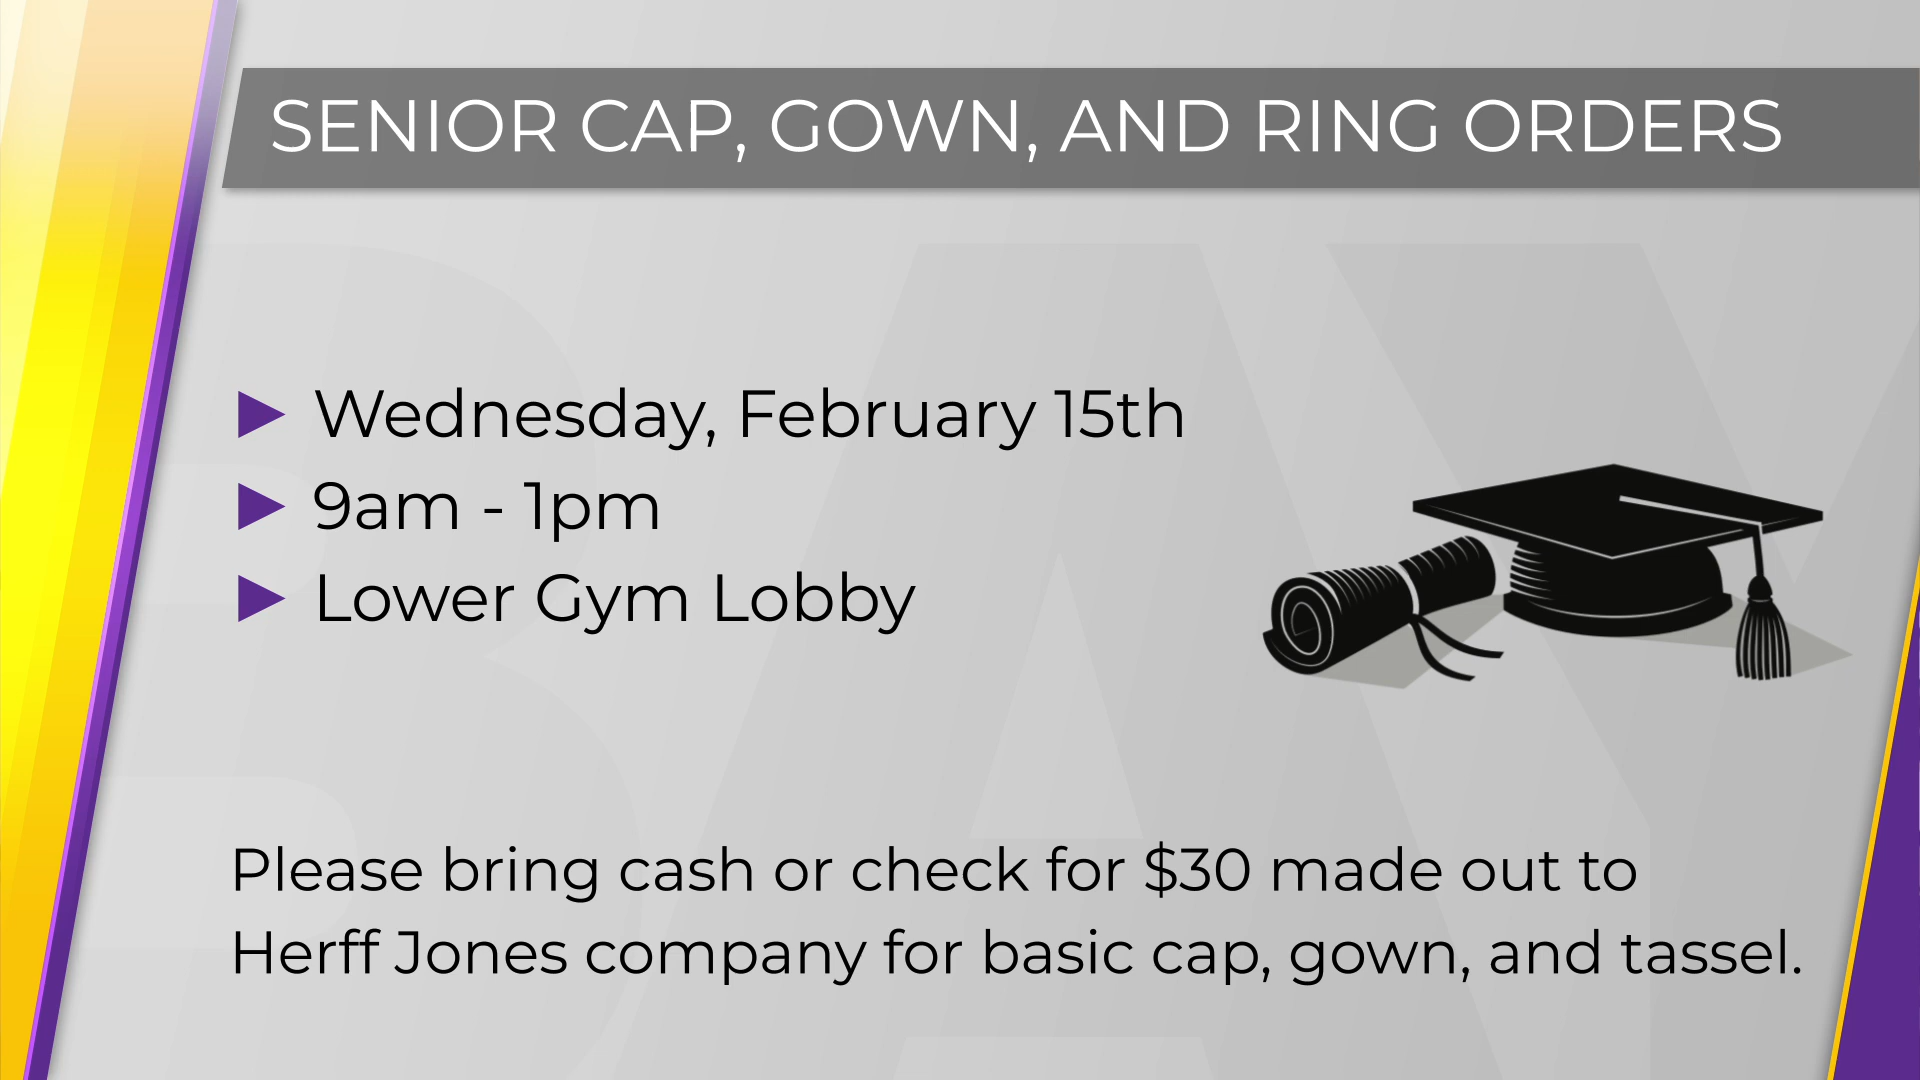 SENIOR CAP, GOWN, AND RING ORDERS
BAY
► Wednesday, February 15th
► 9am - 1pm
► Lower Gym Lobby
Please bring cash or check for $30 made out to
Herff Jones company for basic cap, gown, and tassel.